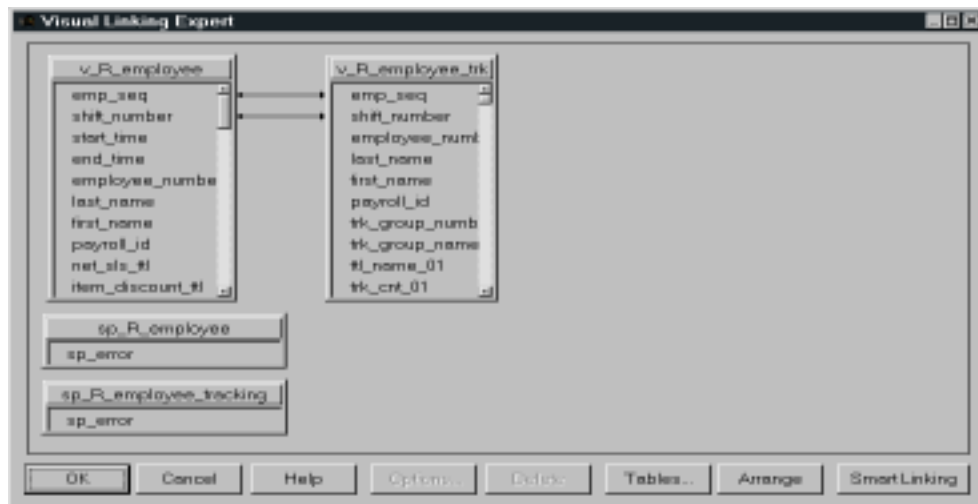 Visual Linking Expert
v_R_employee
emp_seq
shift_number
start_time
end_time
employee_numbe
last_name
first_name
payroll_id
net_sls_ttl
item_discount_ttl
v_R_employee_trk
emp_seq
shift_number
employee_numb
last_name
first_name
payroll_id
trk_group_numb
trk_group_name
ttl_name_01
trk_cnt_01
sp_R_employee
sp_error
sp_R_employee_tracking
sp_error
OK
Cancel
Help
Options...
Delete
Tables...
Arrange
Smart Linking